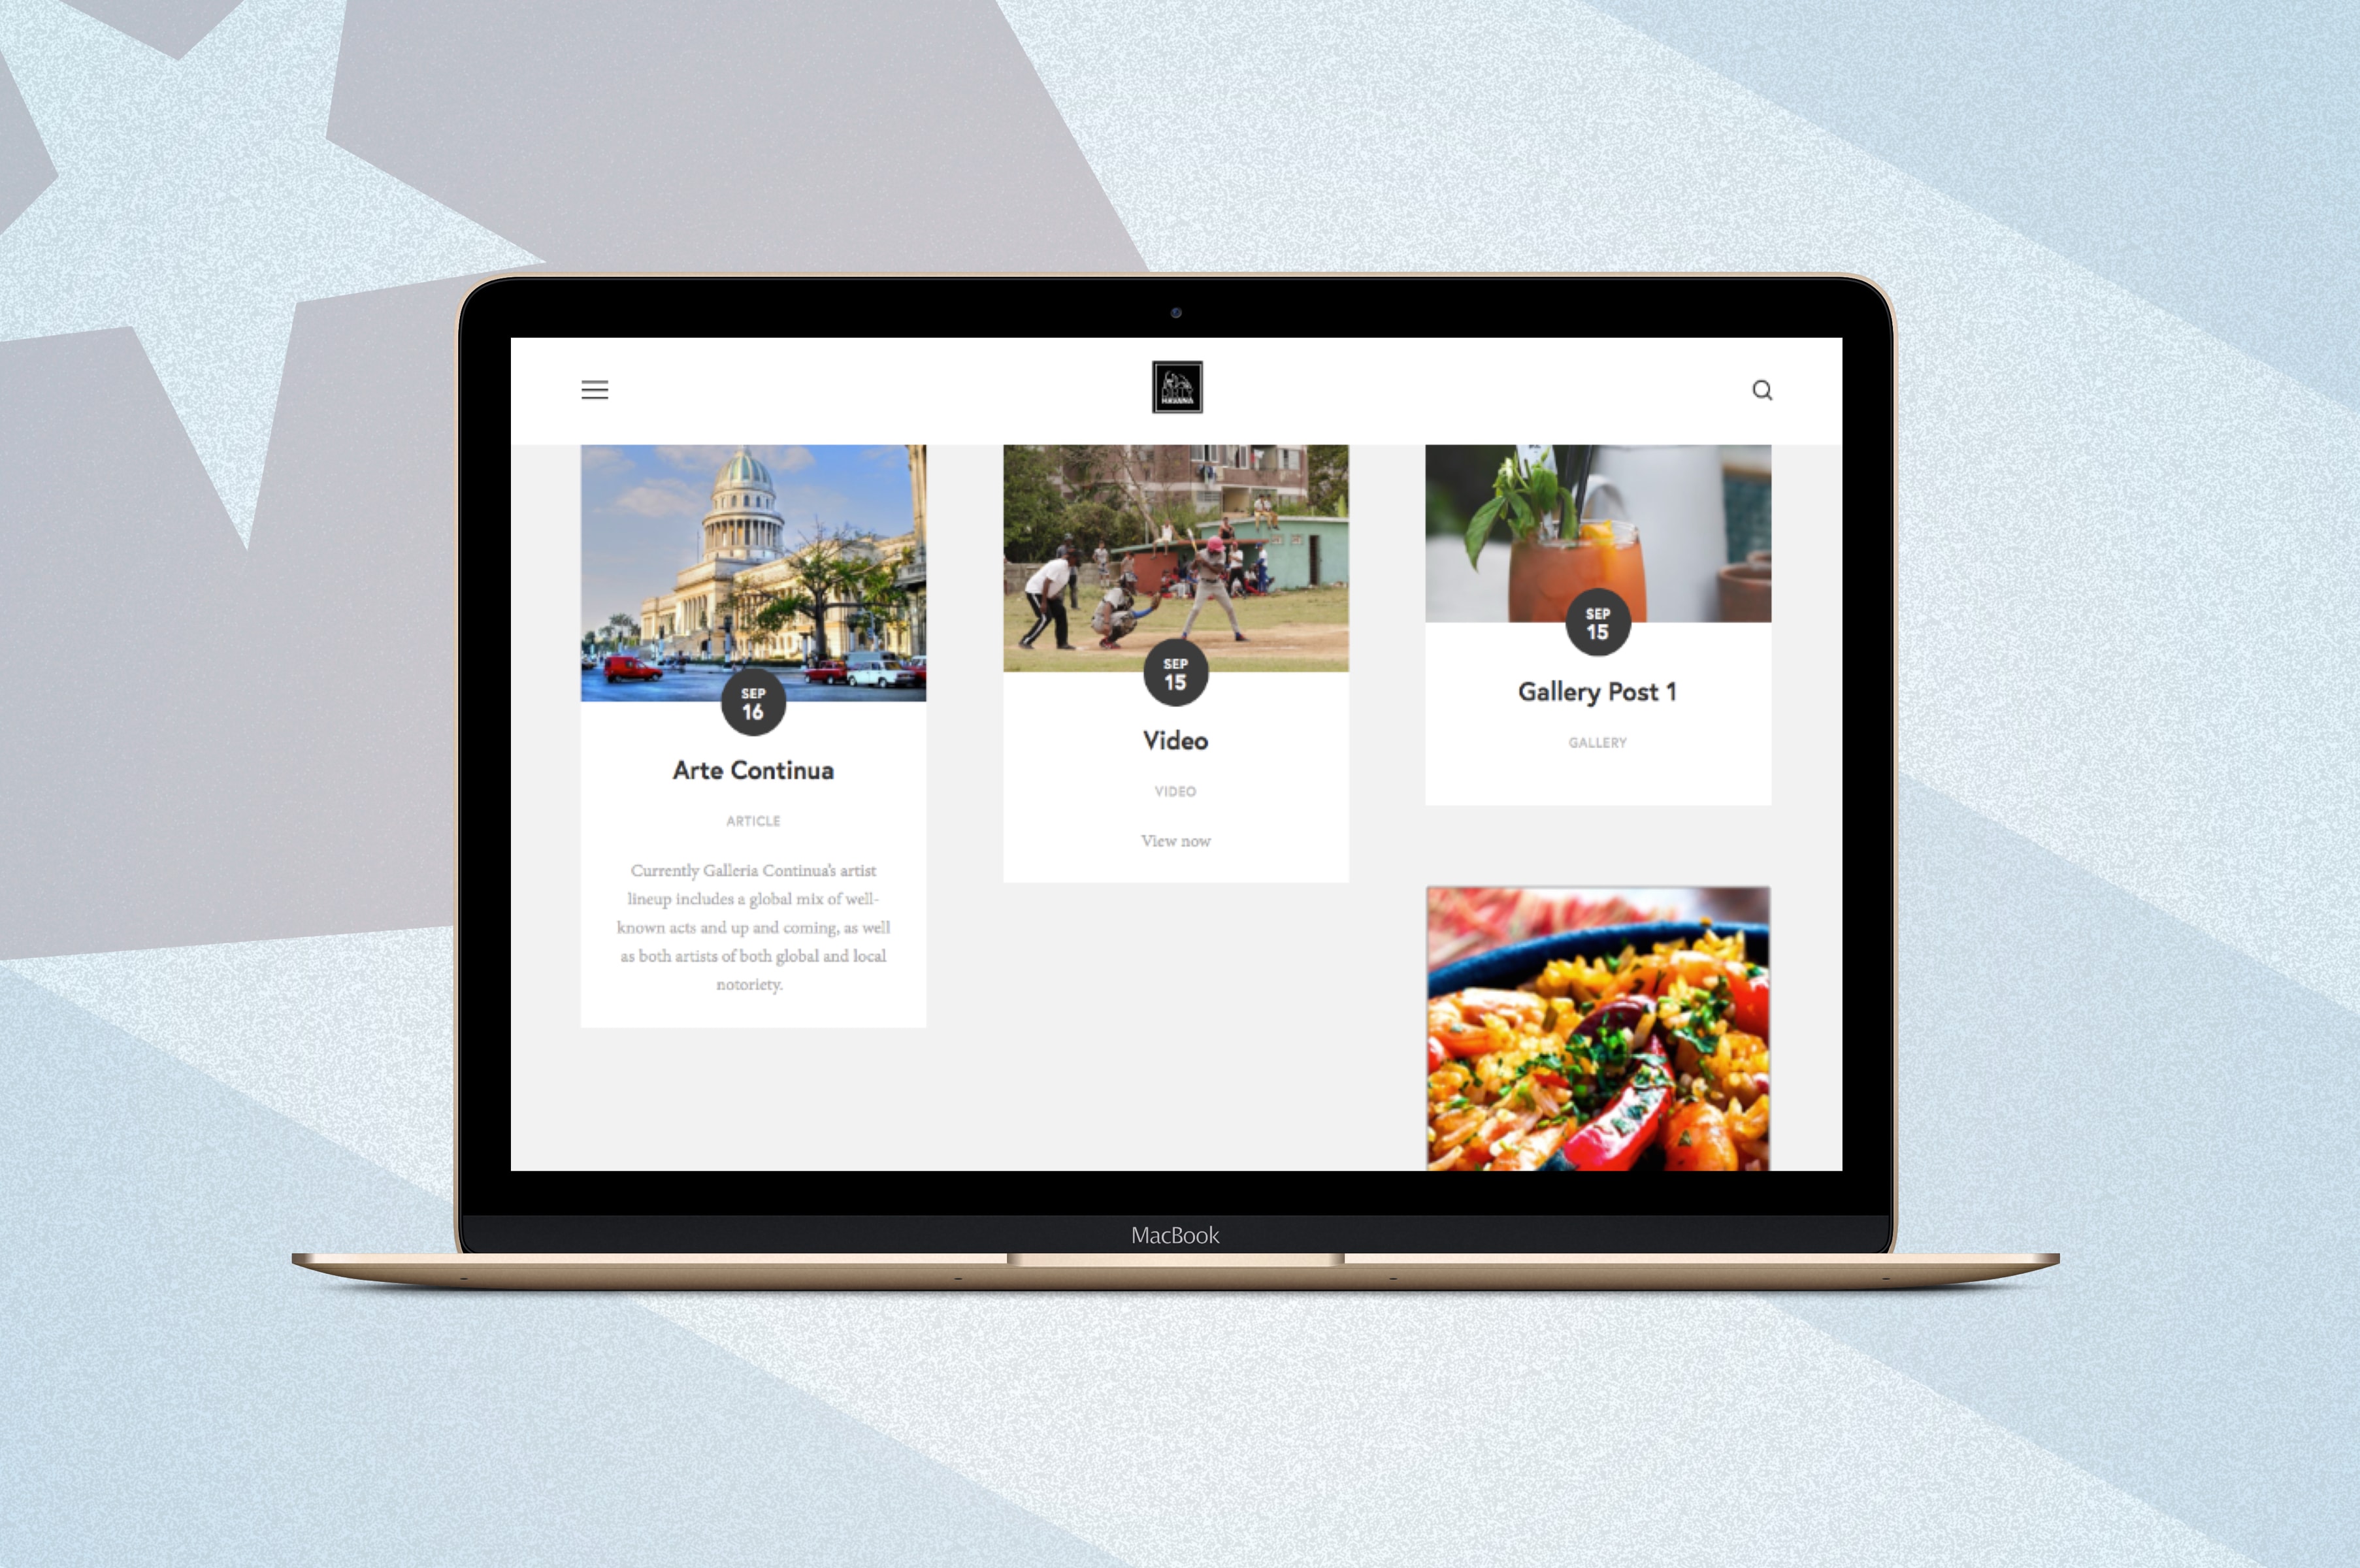 HAVANA
SEP
16
Arte Continua
ARTICLE
Currently Galleria Continua's artist
lineup includes a global mix of well-
known acts and up and coming, as well
as both artists of both global and local
notoriety.
SEP
15
Video
VIDEO
View now
SEP
15
Gallery Post 1
GALLERY
MacBook